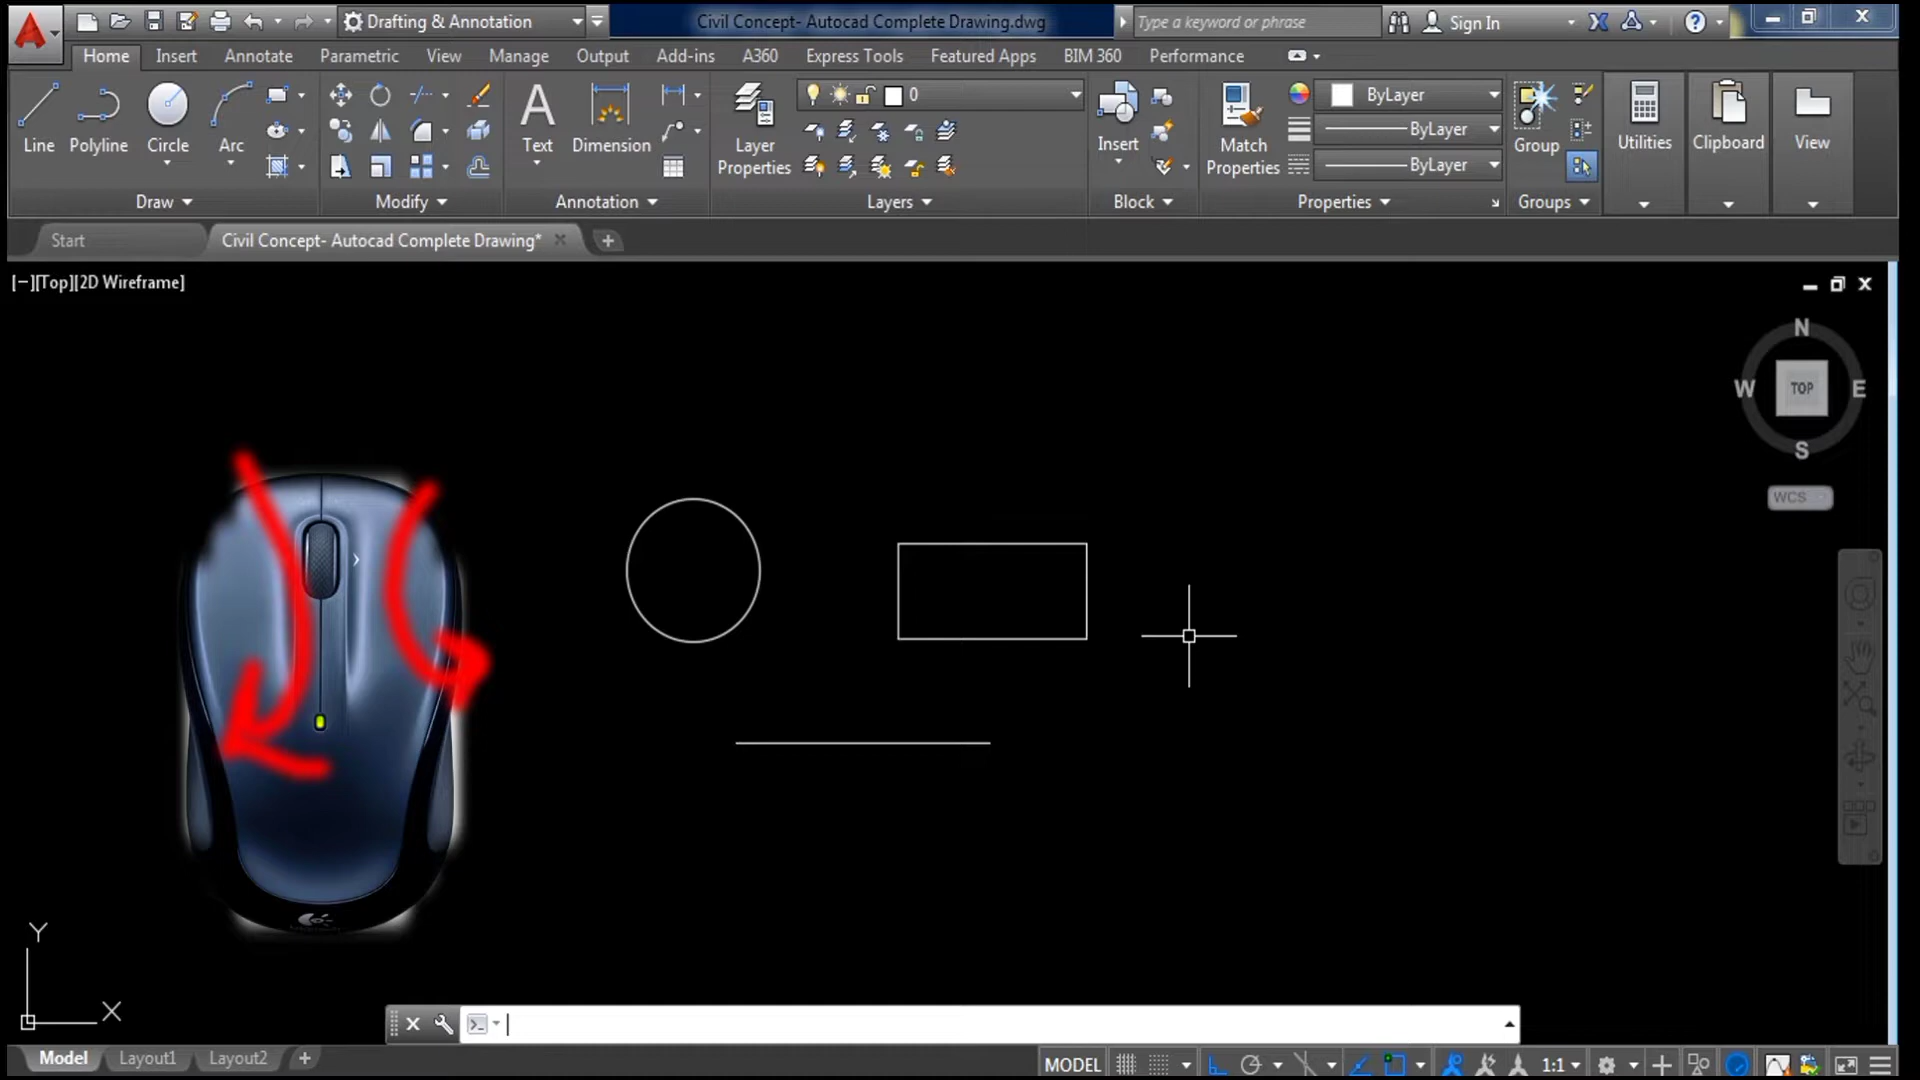 Drafting & Annotation
Civil Concept- Autocad Complete Drawing.dwg
Type a keyword or phrase
Sign In
Home Insert Annotate Parametric View Manage Output Add-ins A360 Express Tools Featured Apps BIM 360 Performance
Line Polyline Circle Arc
Text Dimension
Layer Properties
0
Insert
Match Properties
ByLayer
ByLayer
ByLayer
Group
Utilities Clipboard View
Draw Modify Annotation Layers Block Properties Groups
Start
Civil Concept- Autocad Complete Drawing*
[−][Top][2D Wireframe]
N
W TOP E
S
WCS
Y
X
Model Layout1 Layout2
MODEL
1:1